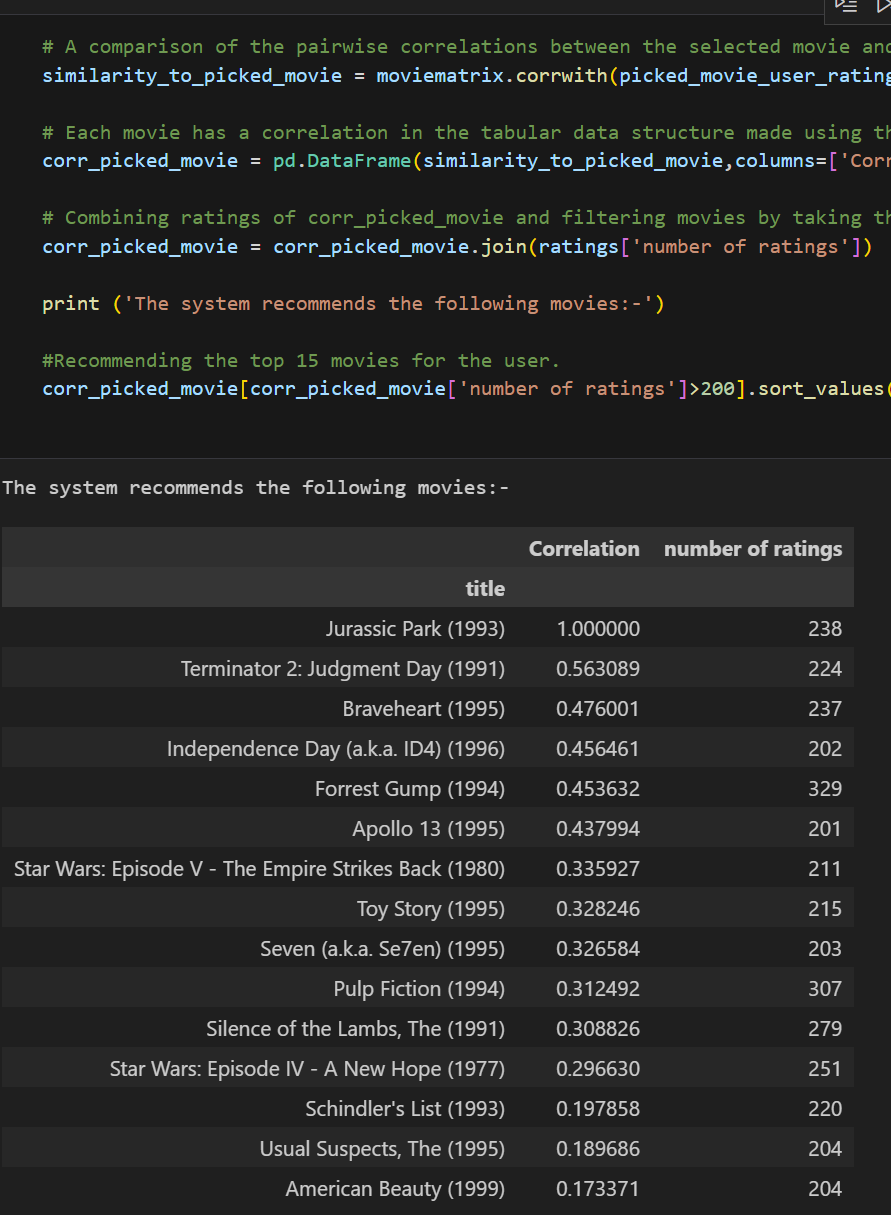 # A comparison of the pairwise correlations between the selected movie and
similarity_to_picked_movie = moviematrix.corrwith(picked_movie_user_rating
# Each movie has a correlation in the tabular data structure made using th
corr_picked_movie = pd.DataFrame(similarity_to_picked_movie,columns=['Corr
# Combining ratings of corr_picked_movie and filtering movies by taking th
corr_picked_movie = corr_picked_movie.join(ratings['number of ratings'])
print ('The system recommends the following movies:-')
#Recommending the top 15 movies for the user.
corr_picked_movie[corr_picked_movie['number of ratings']>200].sort_values(
The system recommends the following movies:-
Correlation number of ratings
title
Jurassic Park (1993) 1.000000 238
Terminator 2: Judgment Day (1991) 0.563089 224
Braveheart (1995) 0.476001 237
Independence Day (a.k.a. ID4) (1996) 0.456461 202
Forrest Gump (1994) 0.453632 329
Apollo 13 (1995) 0.437994 201
Star Wars: Episode V - The Empire Strikes Back (1980) 0.335927 211
Toy Story (1995) 0.328246 215
Seven (a.k.a. Se7en) (1995) 0.326584 203
Pulp Fiction (1994) 0.312492 307
Silence of the Lambs, The (1991) 0.308826 279
Star Wars: Episode IV - A New Hope (1977) 0.296630 251
Schindler's List (1993) 0.197858 220
Usual Suspects, The (1995) 0.189686 204
American Beauty (1999) 0.173371 204